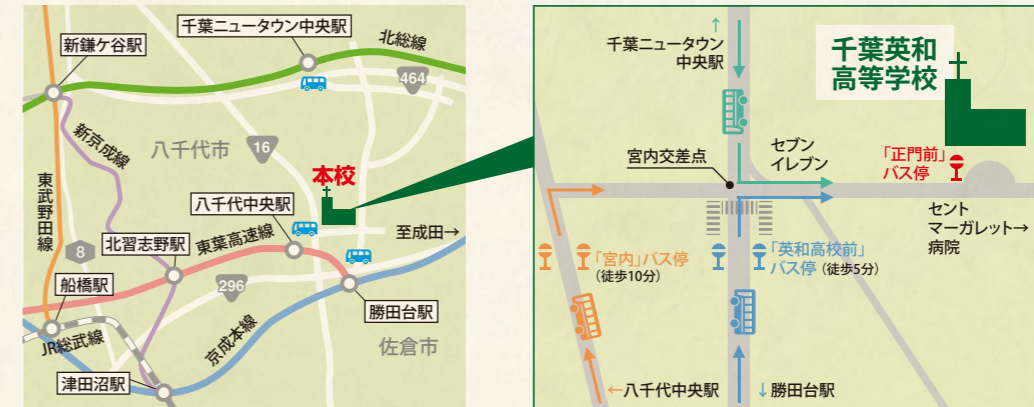 新鎌ケ谷駅
千葉ニュータウン中央駅
北総線
464
新京成線
八千代市
16
本校
東武野田線
八千代中央駅
北習志野駅
東葉高速線
至成田→
8
296
船橋駅
勝田台駅
JR総武線
京成本線
佐倉市
津田沼駅
↑
千葉ニュータウン
中央駅
千葉英和
高等学校
宮内交差点
セブン
イレブン
「正門前」
バス停
セント
マーガレット→
病院
「宮内」バス停
(徒歩10分)
「英和高校前」
バス停(徒歩5分)
←八千代中央駅
↓勝田台駅